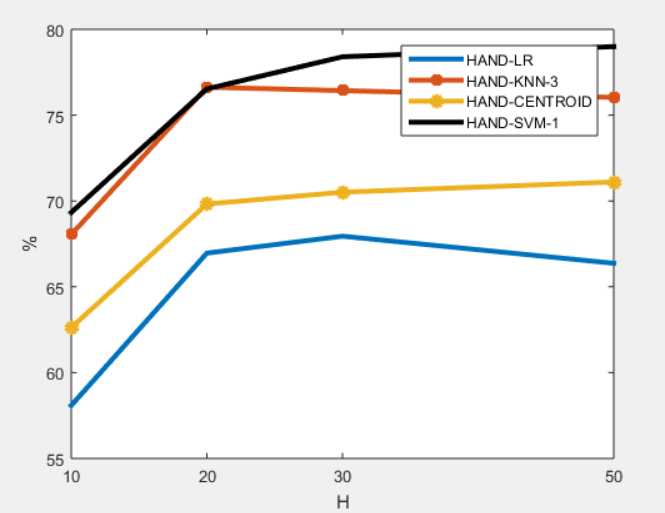 80
75
70
65
60
55
%
10
20
30
50
H
HAND-LR
HAND-KNN-3
HAND-CENTROID
HAND-SVM-1